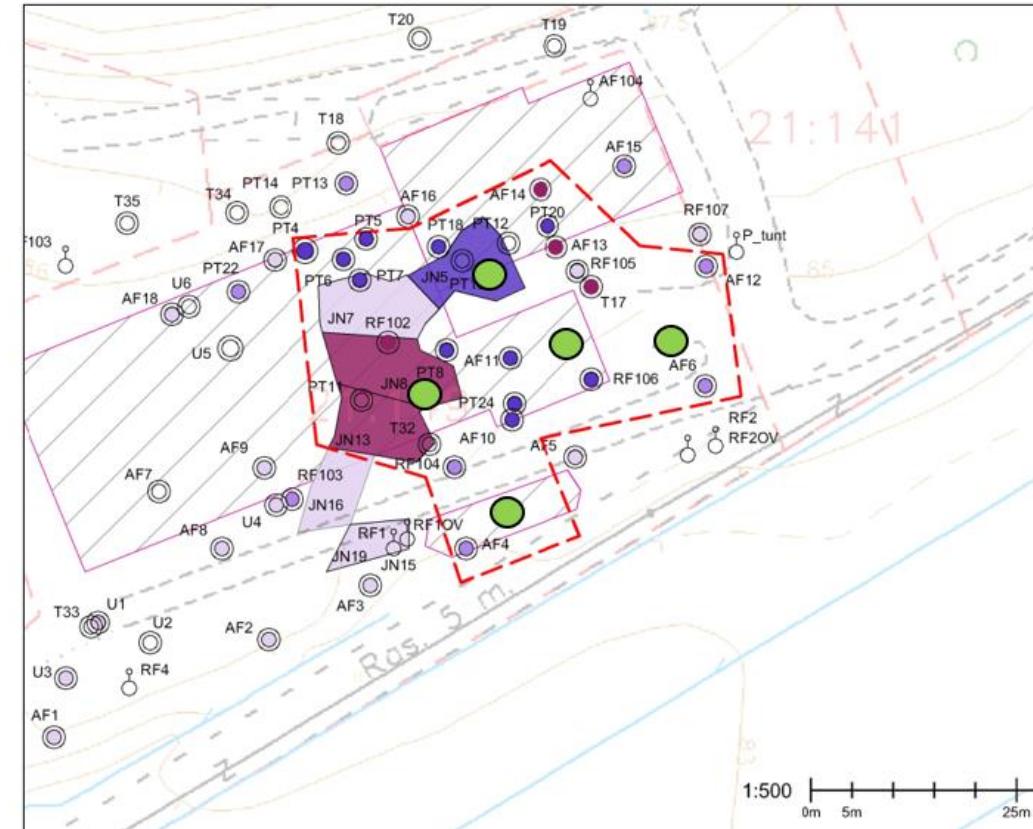 T20
T19
87.5
AF104
21:141
T18
AF15
PT14
PT13
T34
T35
AF16
AF14
PT4
PT5
PT18
PT12
PT20
RF107
P_tunt
AF17
AF13
RF105
PT22
PT6
PT7
JN5
AF12
85
AF18
U6
JN7
T17
RF102
U5
AF11
JN8
PT8
AF6
PT11
RF106
PT24
T32
JN13
AF10
AF5
RF2
RF2OV
AF9
RF103
RF104
AF7
JN16
U4
AF8
RF1
RF1OV
AF4
JN19
JN15
AF3
T33
U1
U2
AF2
Ras. 5 m.
U3
RF4
AF1
83
1:500
0m 5m 25m